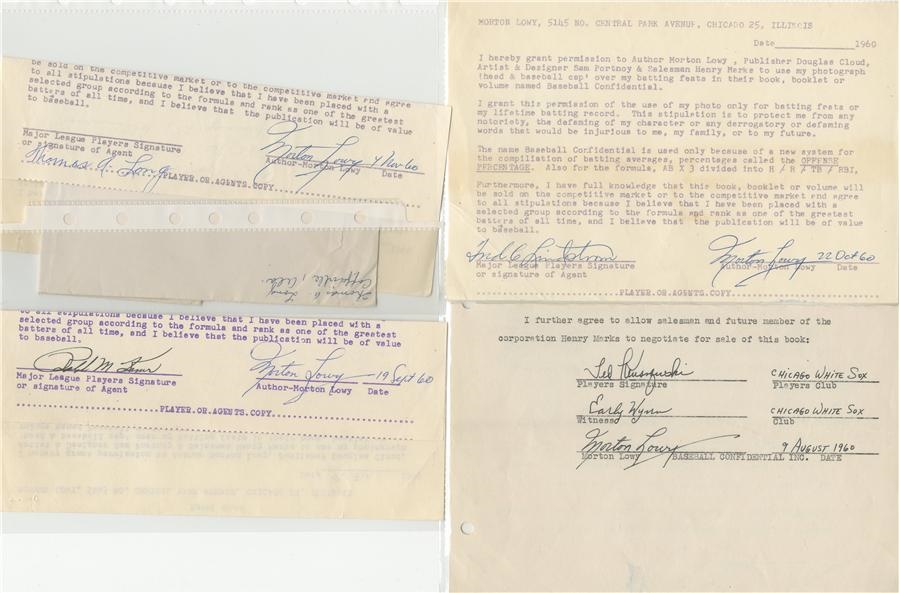 be sold on the competitive market or to the competitive market and agree
to all stipulations because I believe that I have been placed with a
selected group according to the formula and rank as one of the greatest
batters of all time, and I believe that the publication will be of value
to baseball.
Morton Lowy 4 Nov 60
Major League Players Signature
or signature of Agent
Author-Morton Lowy Date
Thomas A. Long
PLAYER.OR.AGENTS.COPY
Thomas A Long
to all stipulations because I believe that I have been placed with a
selected group according to the formula and rank as one of the greatest
batters of all time, and I believe that the publication will be of value
to baseball.
Morton Lowy 19 Sept 60
Major League Players Signature
or signature of Agent
Author-Morton Lowy Date
PLAYER.OR.AGENTS.COPY
MORTON LOWY, 5145 NO. CENTRAL PARK AVENUE, CHICAGO 25, ILLINOIS
Date 1960
I hereby grant permission to Author Morton Lowy , Publisher Douglas Cloud,
Artist & Designer Sam Portnoy & Salesman Henry Marks to use my photograph
(head & baseball cap) over my batting feats in their book, booklet or
volume named Baseball Confidential.
I grant this permission of the use of my photo only for batting feats or
my lifetime batting record. This stipulation is to protect me from any
notoriety, the defaming of my character or any derrogatory or defaming
words that would be injurious to me, my family, or to my future.
The name Baseball Confidential is used only because of a new system for
the compiliation of batting averages, percentages called the OFFENSE
PERCENTAGE. Also for the formula, AB X 3 divided into H / R / TB / RBI,
Furthermore, I have full knowledge that this book, booklet or volume will
be sold on the competitive market or to the competitive market and agree
to all stipulations because I believe that I have been placed with a
selected group according to the formula and rank as one of the greatest
batters of all time, and I believe that the publication will be of value
to baseball.
Fred C Lindstrom Morton Lowy 22 Oct 60
Major League Players Signature Author-Morton Lowy Date
or signature of Agent
PLAYER.OR.AGENTS.COPY
I further agree to allow salesman and future member of the
corporation Henry Marks to negotiate for sale of this book:
Ted Kluszewski CHICAGO WHITE SOX
Players Signature Players Club
Early Wynn CHICAGO WHITE SOX
Witness Club
Morton Lowy 9 AUGUST 1960
Morton Lowy BASEBALL CONFIDENTIAL INC. DATE